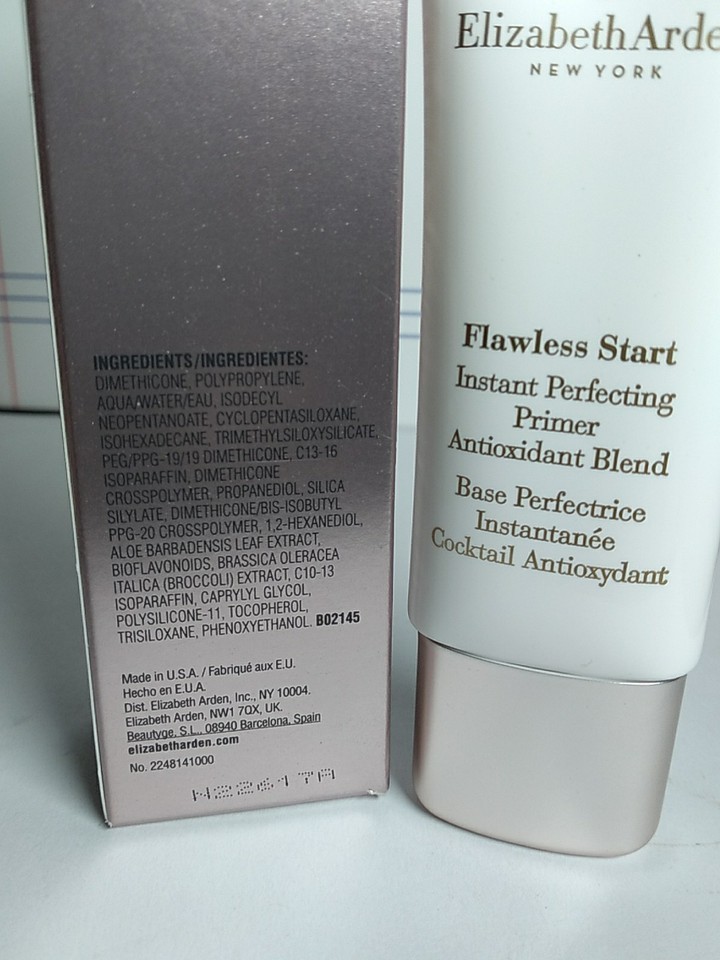 INGREDIENTS/INGREDIENTES:
DIMETHICONE, POLYPROPYLENE,
AQUA/WATER/EAU, ISODECYL
NEOPENTANOATE, CYCLOPENTASILOXANE,
ISOHEXADECANE, TRIMETHYLSILOXYSILICATE,
PEG/PPG-19/19 DIMETHICONE, C13-16
ISOPARAFFIN, DIMETHICONE
CROSSPOLYMER, PROPANEDIOL, SILICA
SILYLATE, DIMETHICONE/BIS-ISOBUTYL
PPG-20 CROSSPOLYMER, 1,2-HEXANEDIOL,
ALOE BARBADENSIS LEAF EXTRACT,
BIOFLAVONOIDS, BRASSICA OLERACEA
ITALICA (BROCCOLI) EXTRACT, C10-13
ISOPARAFFIN, CAPRYLYL GLYCOL,
POLYSILICONE-11, TOCOPHEROL,
TRISILOXANE, PHENOXYETHANOL. B02145
Made in U.S.A. / Fabriqué aux E.U.
Hecho en E.U.A.
Dist. Elizabeth Arden, Inc., NY 10004.
Elizabeth Arden, NW1 7QX, UK.
Beautyge, S.L., 08940 Barcelona, Spain
elizabetharden.com
No. 2248141000
Elizabeth Arde
NEW YORK
Flawless Start
Instant Perfecting
Primer
Antioxidant Blend
Base Perfectrice
Instantanée
Cocktail Antioxydant